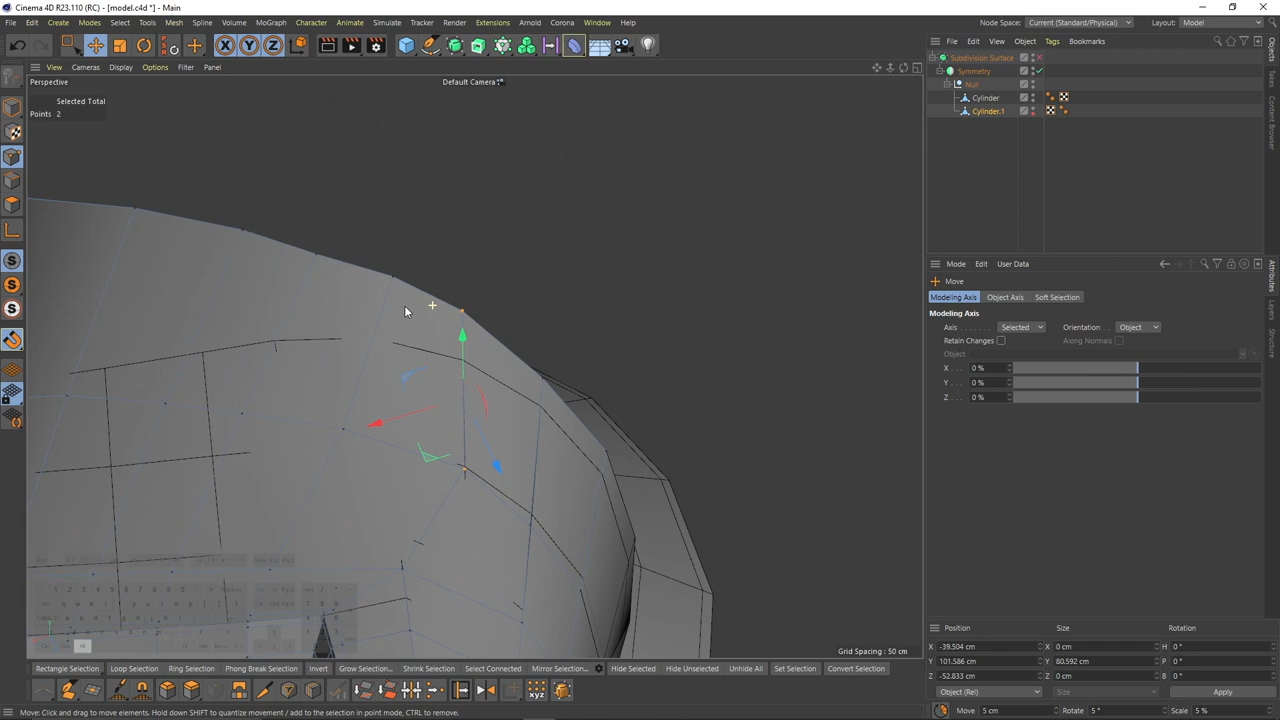 Cinema 4D R23.110 (RC) - [model.c4d *] - Main
File Edit Create Modes Select Tools Mesh Spline Volume MoGraph Character Animate Simulate Tracker Render Extensions Arnold Corona Window Help
Node Space: Current (Standard/Physical) Layout: Model
X Y Z
View Cameras Display Options Filter Panel
Perspective
Default Camera
Selected Total
Points 2
Grid Spacing : 50 cm
File Edit View Object Tags Bookmarks
Subdivision Surface
Symmetry
Null
Cylinder
Cylinder.1
Objects
Takes
Content Browser
Attributes
Layers
Structure
Mode Edit User Data
Move
Modeling Axis Object Axis Soft Selection
Modeling Axis
Axis Selected Orientation Object
Retain Changes Along Normals
Object
X . . . 0 %
Y . . . 0 %
Z . . . 0 %
Position Size Rotation
X -39.504 cm X 0 cm H 0 °
Y 101.586 cm Y 80.592 cm P 0 °
Z -52.833 cm Z 0 cm B 0 °
Object (Rel) Size Apply
Move 5 cm Rotate 5 ° Scale 5 %
Rectangle Selection Loop Selection Ring Selection Phong Break Selection Invert Grow Selection... Shrink Selection Select Connected Mirror Selection... Hide Selected Hide Unselected Unhide All Set Selection Convert Selection
Move: Click and drag to move elements. Hold down SHIFT to quantize movement / add to the selection in point mode, CTRL to remove.